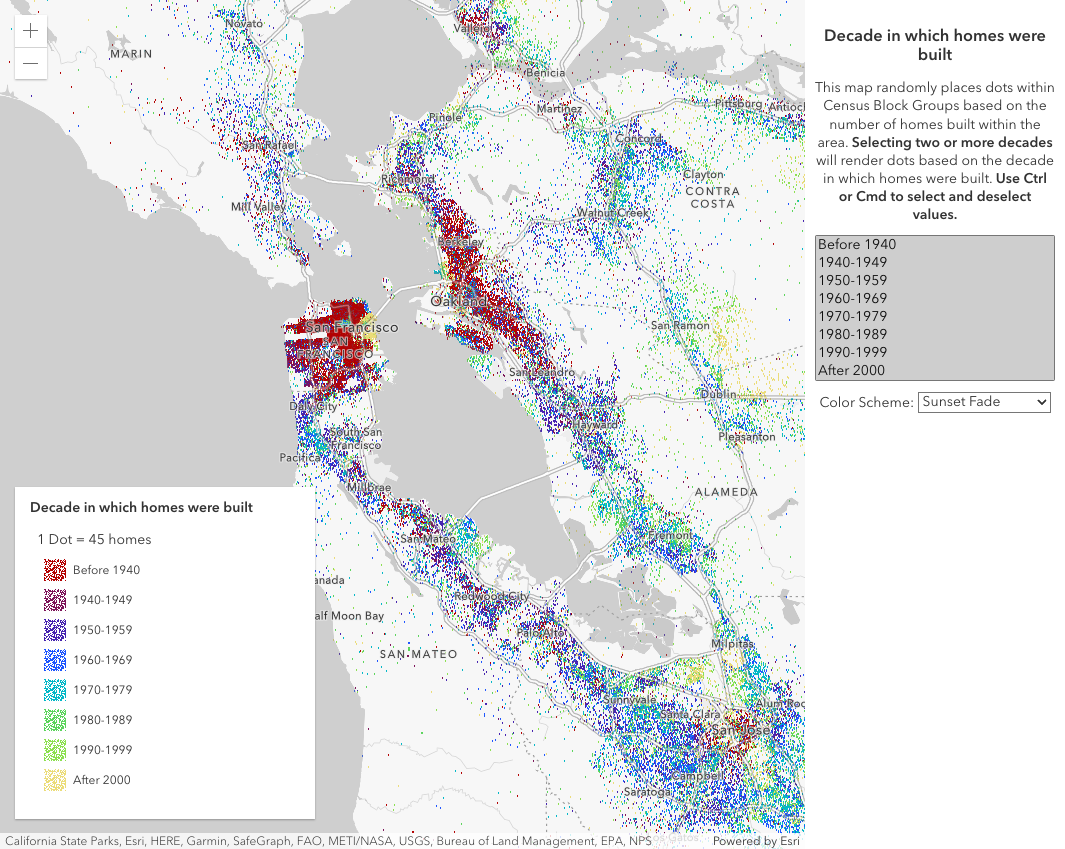 Novato
Vallejo
MARIN
Benicia
Martinez
Pittsburg
Antioch
Pinole
Concord
San Rafael
Clayton
Richmond
CONTRA
COSTA
Mill Valley
Walnut Creek
Berkeley
Oakland
San Francisco
SAN
FRANCISCO
San Ramon
San Leandro
Dublin
Daly City
Hayward
South San
Francisco
Pleasanton
Pacifica
Millbrae
ALAMEDA
San Mateo
Fremont
anada
Redwood City
alf Moon Bay
Palo Alto
SAN MATEO
Milpitas
Sunnyvale
Alum Roc
Santa Clara
San Jose
Campbell
Saratoga
Decade in which homes were built
1 Dot = 45 homes
Before 1940
1940-1949
1950-1959
1960-1969
1970-1979
1980-1989
1990-1999
After 2000
California State Parks, Esri, HERE, Garmin, SafeGraph, FAO, METI/NASA, USGS, Bureau of Land Management, EPA, NPS
Powered by Esri
Decade in which homes were
built
This map randomly places dots within
Census Block Groups based on the
number of homes built within the
area. Selecting two or more decades
will render dots based on the decade
in which homes were built. Use Ctrl
or Cmd to select and deselect
values.
Before 1940
1940-1949
1950-1959
1960-1969
1970-1979
1980-1989
1990-1999
After 2000
Color Scheme: Sunset Fade